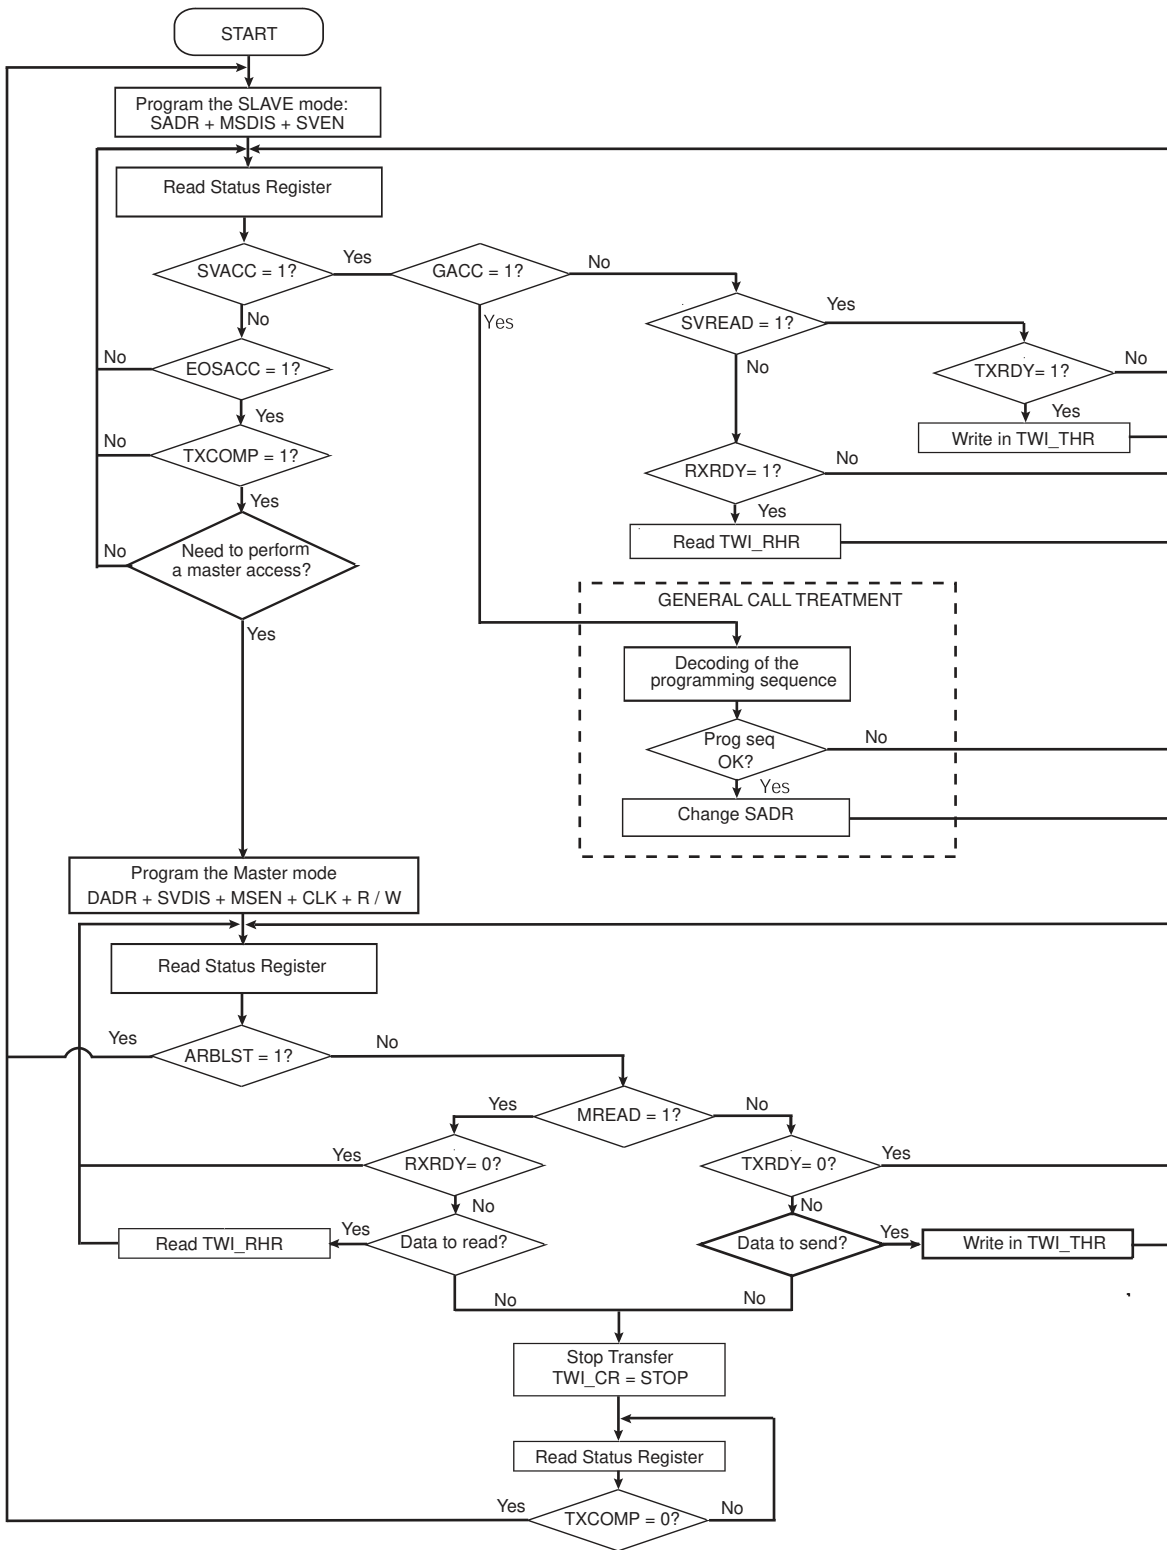 START
Program the SLAVE mode:
SADR + MSDIS + SVEN
Read Status Register
SVACC = 1?
Yes
GACC = 1?
No
No
Yes
SVREAD = 1?
Yes
No
EOSACC = 1?
No
TXRDY= 1?
No
Yes
Yes
Write in TWI_THR
No
TXCOMP = 1?
RXRDY= 1?
No
Yes
Yes
Read TWI_RHR
No
Need to perform
a master access?
Yes
GENERAL CALL TREATMENT
Decoding of the
programming sequence
Prog seq
OK?
No
Yes
Change SADR
Program the Master mode
DADR + SVDIS + MSEN + CLK + R / W
Read Status Register
Yes
ARBLST = 1?
No
Yes
MREAD = 1?
No
Yes
RXRDY= 0?
TXRDY= 0?
Yes
No
No
Read TWI_RHR
Yes
Data to read?
Data to send?
Yes
Write in TWI_THR
No
No
Stop Transfer
TWI_CR = STOP
Read Status Register
Yes
TXCOMP = 0?
No